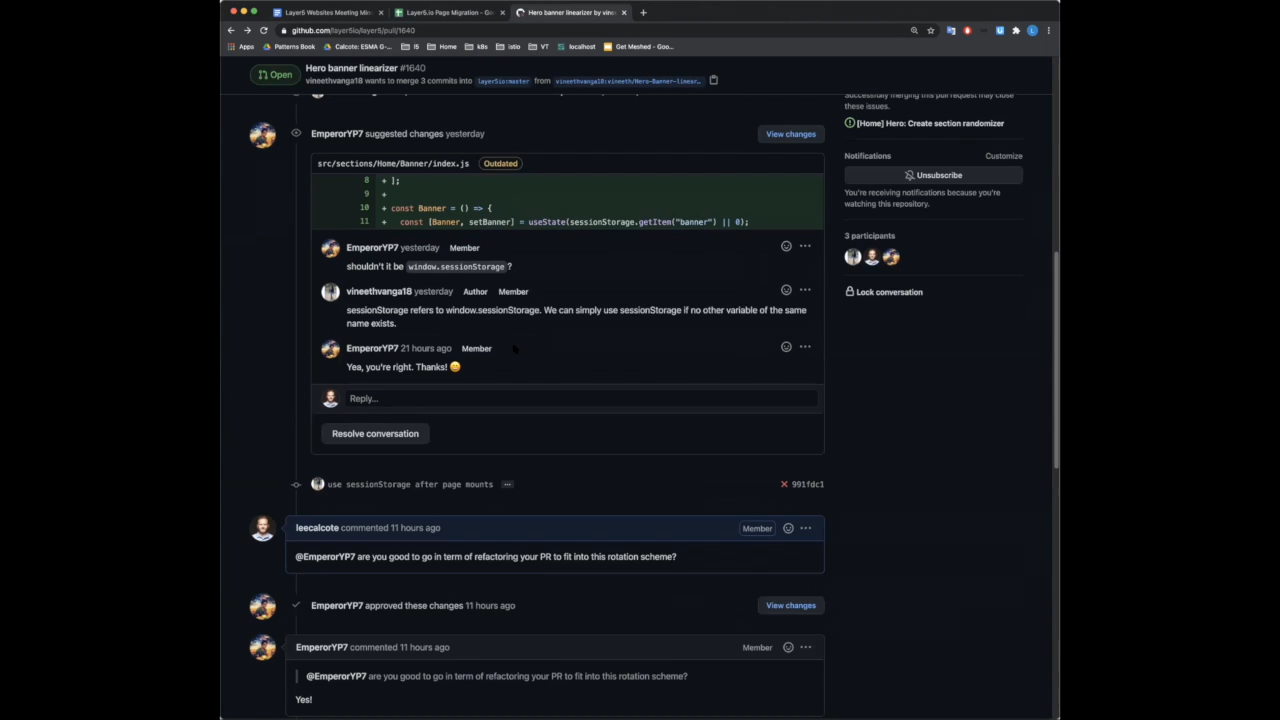 Layer5 Websites Meeting Min
Layer5.io Page Migration - Go
Hero banner linearizer by vine
github.com/layer5io/layer5/pull/1640
Apps
Patterns Book
Calcote: ESMA G-...
l5
Home
k8s
istio
VT
localhost
Get Meshed - Goo...
Open
Hero banner linearizer #1640
vineethvanga18 wants to merge 3 commits into layer5io:master from vineethvanga18:vineeth/Hero-Banner-linear…
Successfully merging this pull request may close
these issues.
[Home] Hero: Create section randomizer
Notifications
Customize
Unsubscribe
You're receiving notifications because you're
watching this repository.
3 participants
Lock conversation
EmperorYP7 suggested changes yesterday
View changes
src/sections/Home/Banner/index.js
Outdated
8 + ];
9 +
10 + const Banner = () => {
11 + const [Banner, setBanner] = useState(sessionStorage.getItem("banner") || 0);
EmperorYP7 yesterday Member
shouldn't it be window.sessionStorage ?
vineethvanga18 yesterday Author Member
sessionStorage refers to window.sessionStorage. We can simply use sessionStorage if no other variable of the same
name exists.
EmperorYP7 21 hours ago Member
Yea, you're right. Thanks! 😄
Reply...
Resolve conversation
use sessionStorage after page mounts …
991fdc1
leecalcote commented 11 hours ago
Member
@EmperorYP7 are you good to go in term of refactoring your PR to fit into this rotation scheme?
EmperorYP7 approved these changes 11 hours ago
View changes
EmperorYP7 commented 11 hours ago
Member
@EmperorYP7 are you good to go in term of refactoring your PR to fit into this rotation scheme?
Yes!